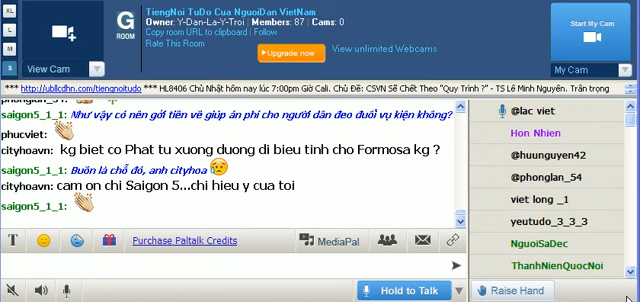 XL
L
M
S
View Cam
G
ROOM
TiengNoi TuDo Cua NguoiDan VietNam
Owner: Y-Dan-La-Y-Troi | Members: 87 | Cams: 0
Copy room URL to clipboard | Follow
Rate This Room
Upgrade now
View unlimited Webcams
Start My Cam
My Cam
*** http://ubllcdhn.com/tiengnoitudo *** HL8406 Chủ Nhật hôm nay lúc 7:00pm Giờ Cali. Chủ Đề: CSVN Sẽ Chết Theo "Quy Trình ?" - TS Lê Minh Nguyên. Trân trọng
phonglan_54:
saigon5_1_1: Như vậy có nên gởi tiền về giúp án phí cho người dân đeo đuổi vụ kiện không?
phucviet:
cityhoavn: kg biet co Phat tu xuong duong di bieu tinh cho Formosa kg ?
saigon5_1_1: Buồn là chỗ đó, anh cityhoa
cityhoavn: cam on chi Saigon 5...chi hieu y cua toi
saigon5_1_1:
@lac viet
Hon Nhien
@huunguyen42
@phonglan_54
viet long _1
yeutudo_3_3_3
NguoiSaDec
ThanhNienQuocNoi
T
Purchase Paltalk Credits
MediaPal
Hold to Talk
Raise Hand